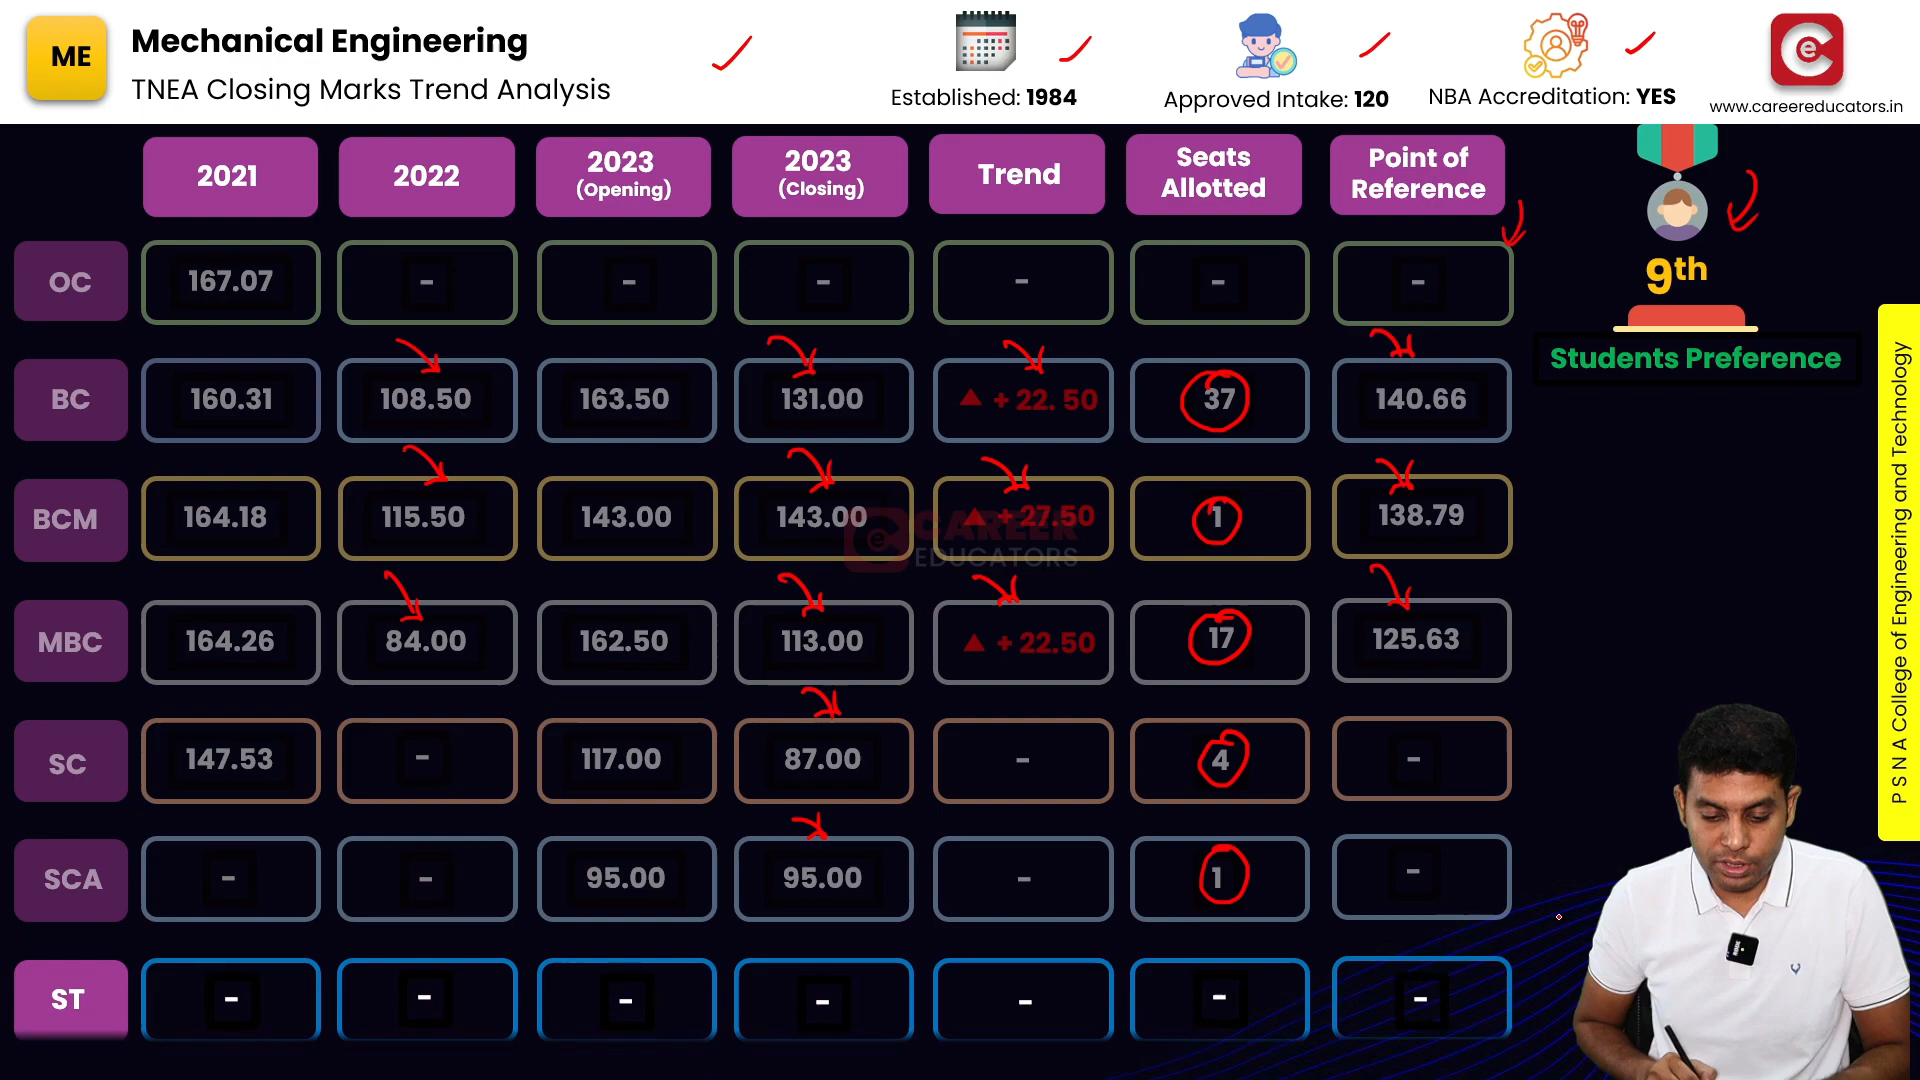 ME
Mechanical Engineering
TNEA Closing Marks Trend Analysis
Established: 1984
Approved Intake: 120
NBA Accreditation: YES
www.careereducators.in
2021
2022
2023
(Opening)
2023
(Closing)
Trend
Seats
Allotted
Point of
Reference
OC 167.07 - - - - - -
BC 160.31 108.50 163.50 131.00 ▲ + 22. 50 37 140.66
BCM 164.18 115.50 143.00 143.00 ▲ +27.50 1 138.79
MBC 164.26 84.00 162.50 113.00 ▲ + 22.50 17 125.63
SC 147.53 - 117.00 87.00 - 4 -
SCA - - 95.00 95.00 - 1 -
ST - - - - - - -
CAREER
EDUCATORS
9th
Students Preference
P S N A College of Engineering and Technology